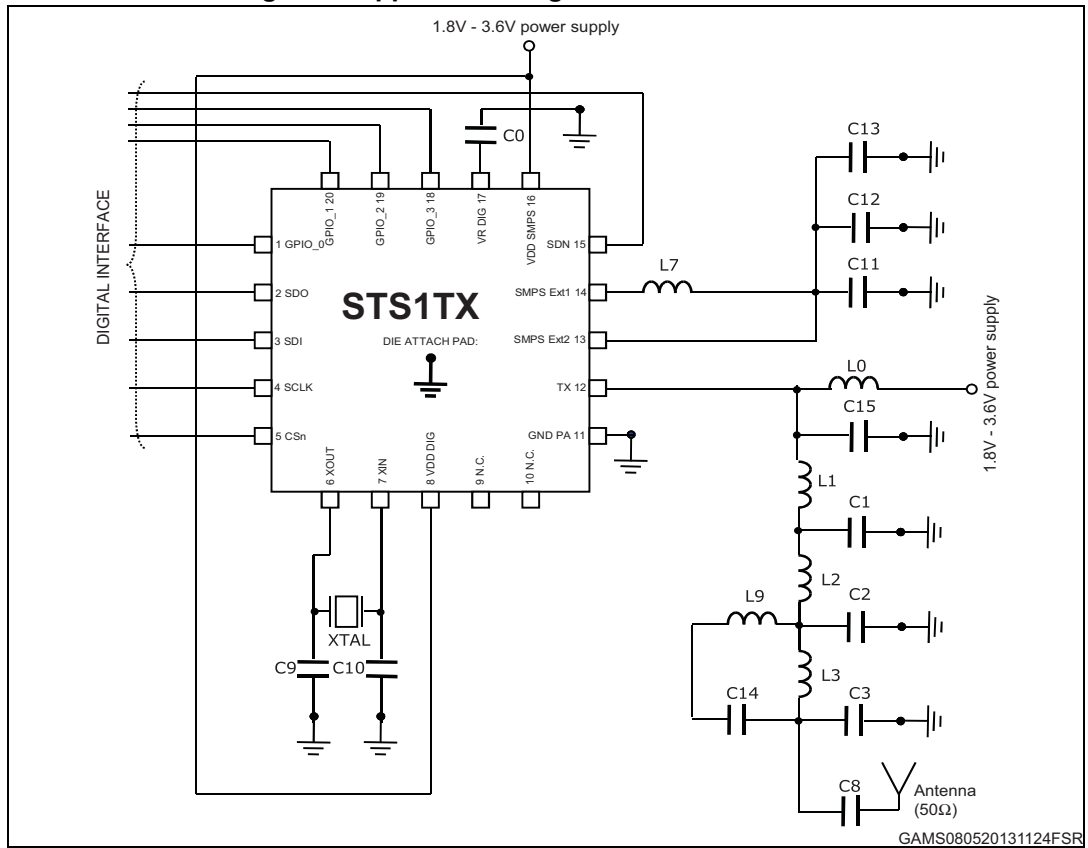 1.8V - 3.6V power supply
C0
C13
C12
C11
DIGITAL INTERFACE
GPIO_1 20
GPIO_2 19
GPIO_3 18
VR DIG 17
VDD SMPS 16
1 GPIO_0
SDN 15
L7
2 SDO
SMPS Ext1 14
STS1TX
3 SDI
DIE ATTACH PAD:
SMPS Ext2 13
4 SCLK
TX 12
L0
1.8V - 3.6V power supply
C15
5 CSn
GND PA 11
6 XOUT
7 XIN
8 VDD DIG
9 N.C.
10 N.C.
L1
C1
L2
L9
C2
XTAL
C9
C10
L3
C14
C3
C8
Antenna
(50Ω)
GAMS080520131124FSR